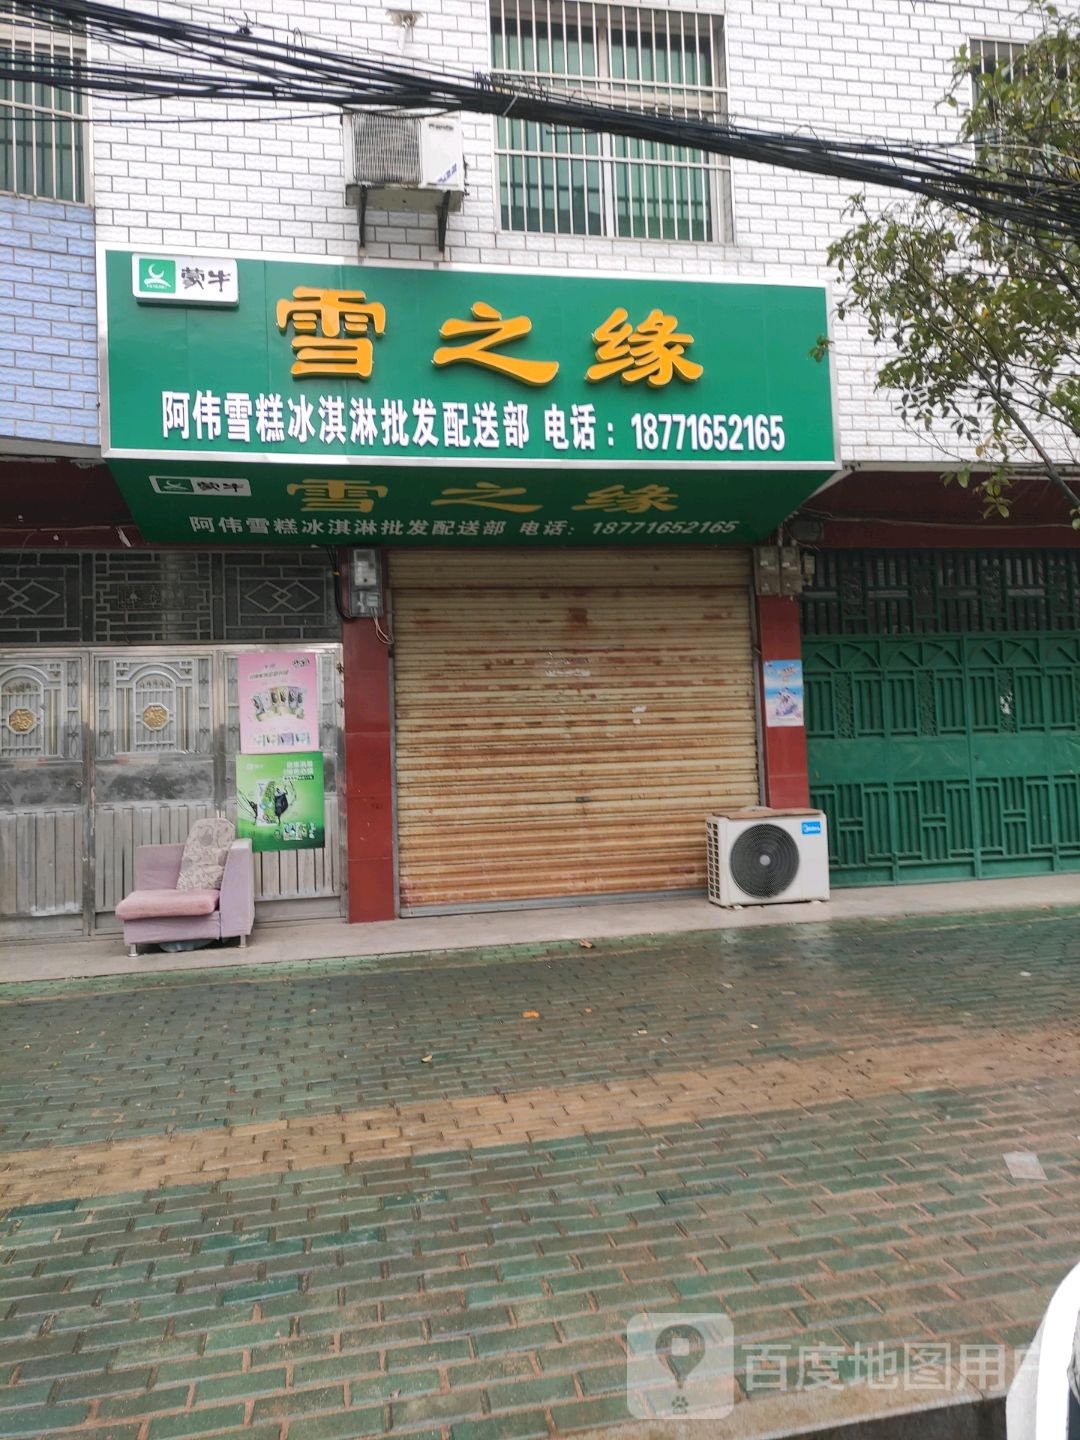 蒙牛
雪之缘
阿伟雪糕冰淇淋批发配送部 电话：18771652165
蒙牛
雪之缘
阿伟雪糕冰淇淋批发配送部 电话：18771652165
Midea
百度地图用户